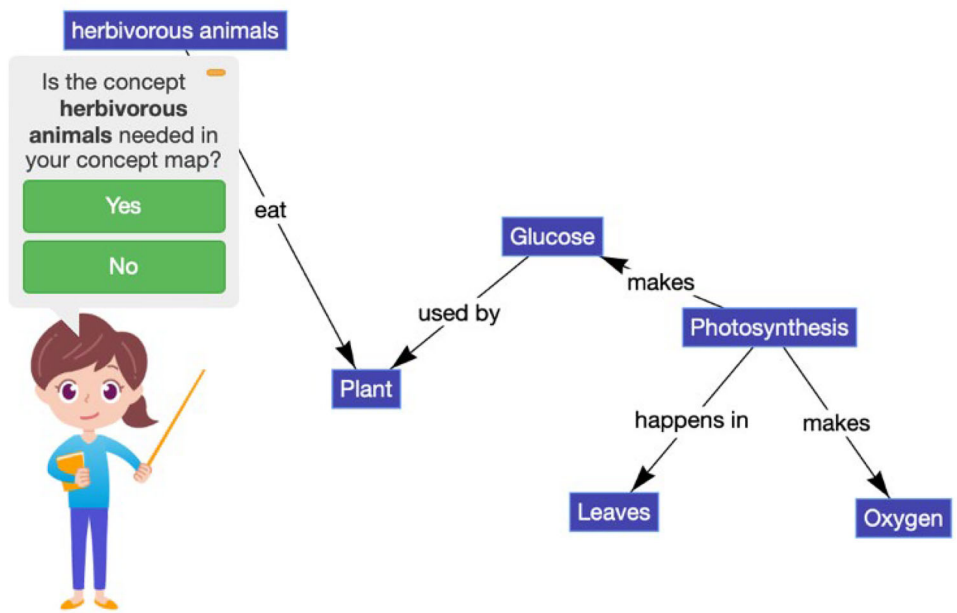 herbivorous animals
Is the concept
herbivorous
animals needed in
your concept map?
Yes
No
eat
Glucose
makes
used by
Photosynthesis
Plant
happens in
makes
Leaves
Oxygen